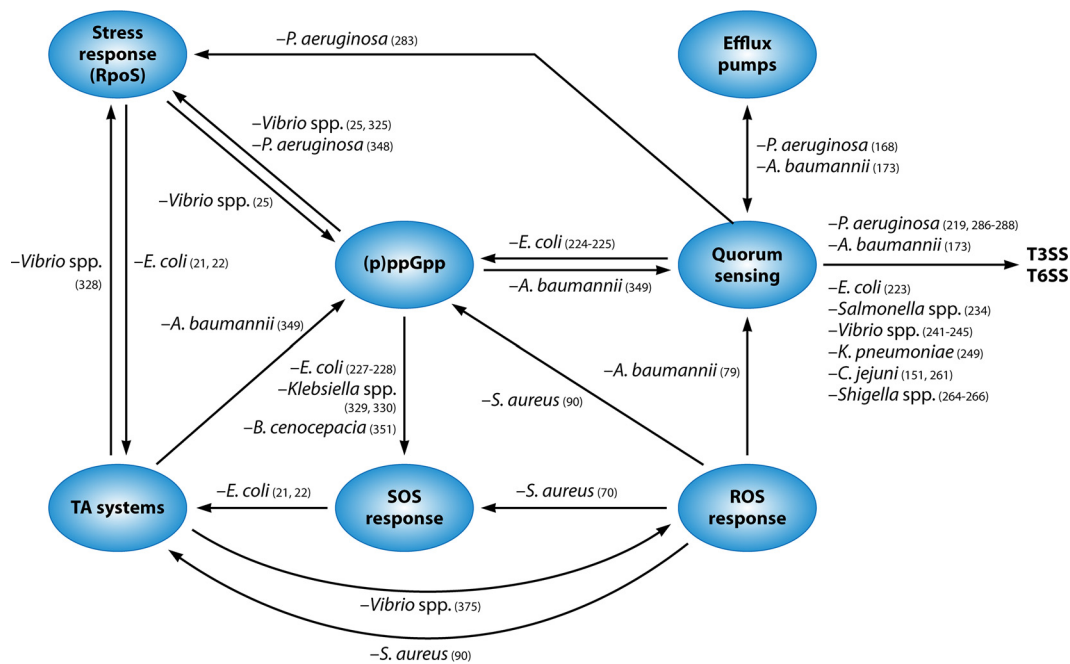 Stress
response
(RpoS)
–P. aeruginosa (283)
Efflux
pumps
–Vibrio spp. (25, 325)
–P. aeruginosa (348)
–P. aeruginosa (168)
–A. baumannii (173)
–Vibrio spp. (25)
–Vibrio spp.
(328)
–E. coli (21, 22)
(p)ppGpp
–E. coli (224-225)
–A. baumannii (349)
Quorum
sensing
–P. aeruginosa (219, 286-288)
–A. baumannii (173)
T3SS
T6SS
–E. coli (223)
–Salmonella spp. (234)
–Vibrio spp. (241-245)
–K. pneumoniae (249)
–C. jejuni (151, 261)
–Shigella spp. (264-266)
–A. baumannii (349)
–E. coli (227-228)
–Klebsiella spp.
(329, 330)
–B. cenocepacia (351)
–S. aureus (90)
–A. baumannii (79)
TA systems
–E. coli (21, 22)
SOS
response
–S. aureus (70)
ROS
response
–Vibrio spp. (375)
–S. aureus (90)